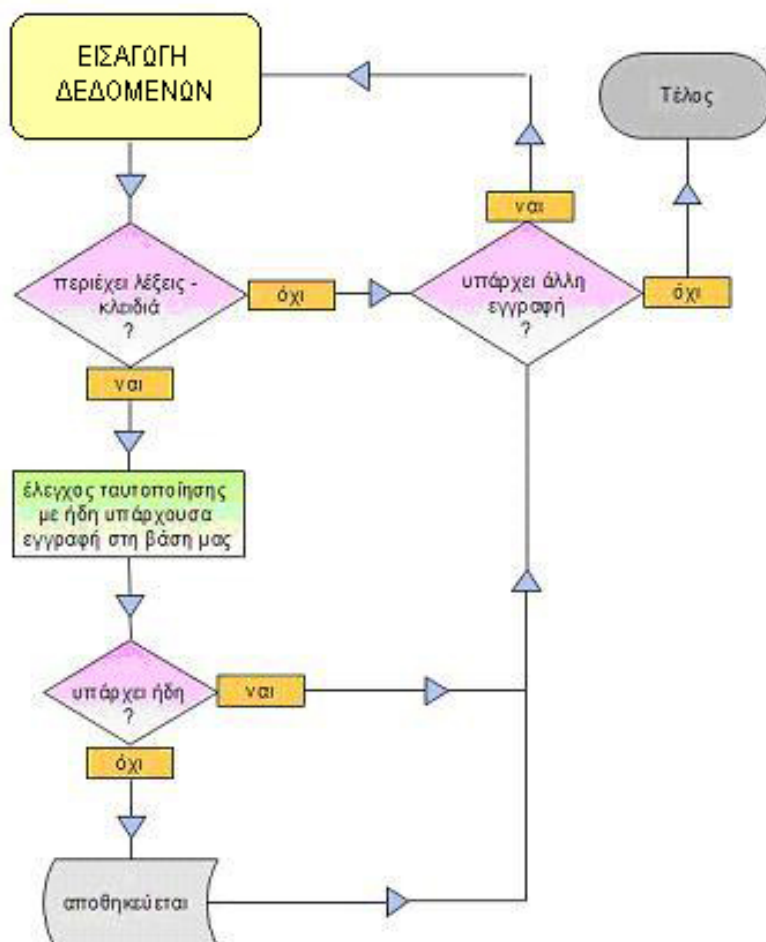 ΕΙΣΑΓΩΓΗ
ΔΕΔΟΜΕΝΩΝ
Τέλος
ναι
περιέχει λέξεις -
κλειδιά
?
όχι
υπάρχει άλλη
εγγραφή
?
όχι
ναι
έλεγχος ταυτοποίησης
με ήδη υπάρχουσα
εγγραφή στη βάση μας
υπάρχει ήδη
?
ναι
όχι
αποθηκεύεται